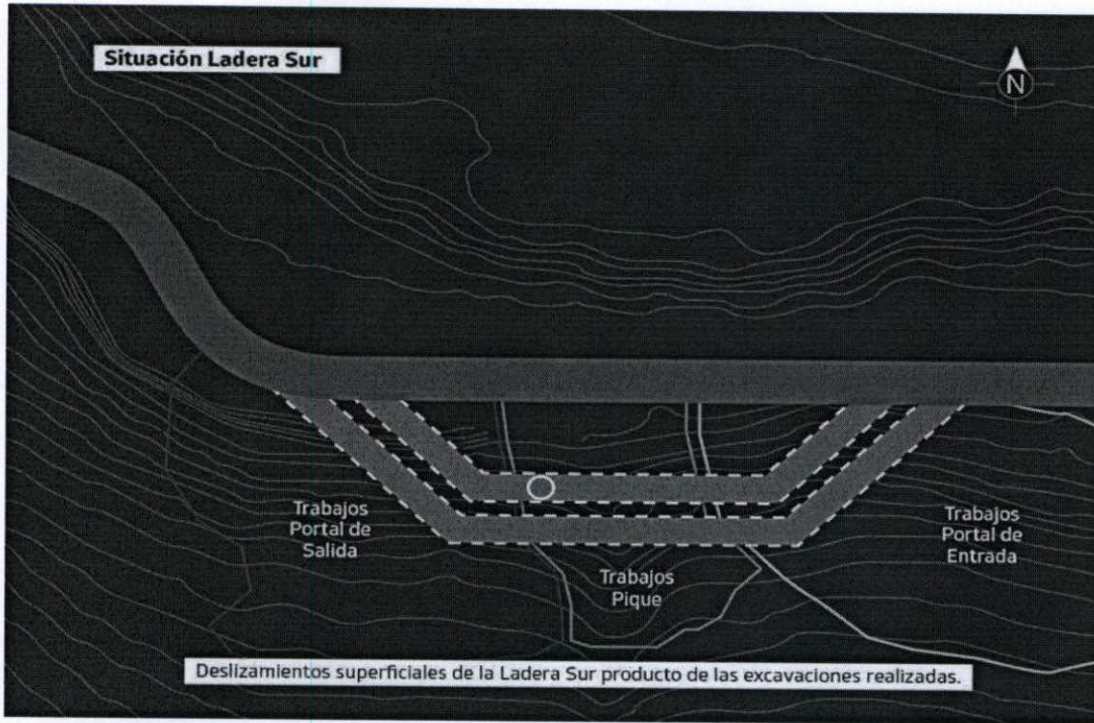 Situación Ladera Sur
N
Trabajos
Portal de
Salida
Trabajos
Pique
Trabajos
Portal de
Entrada
Deslizamientos superficiales de la Ladera Sur producto de las excavaciones realizadas.